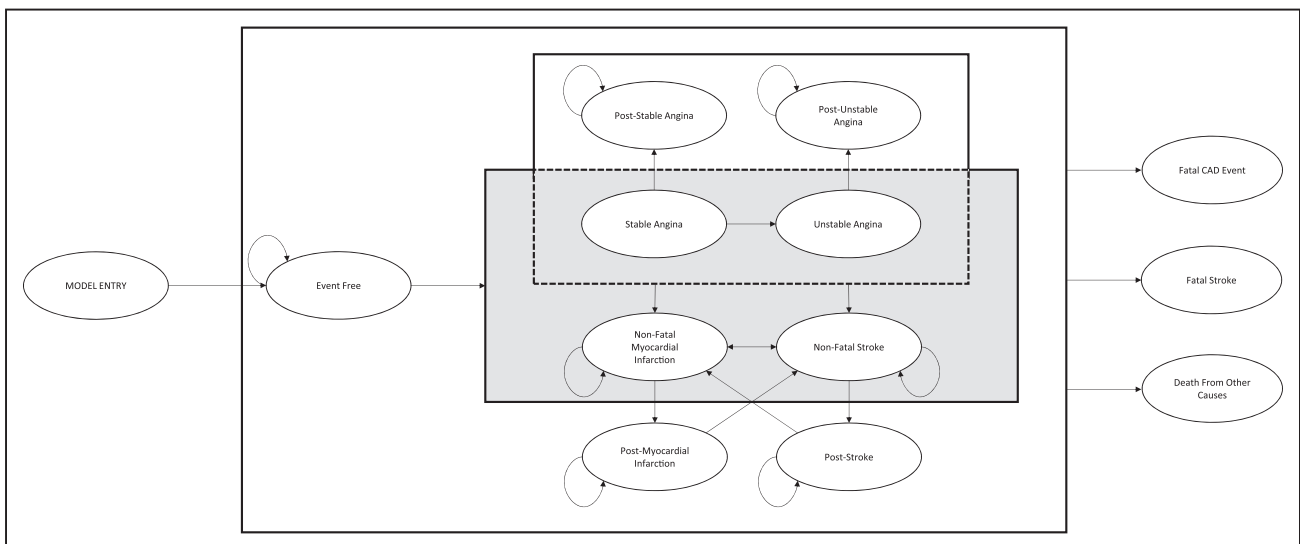 Post-Stable Angina
Post-Unstable
Angina
Fatal CAD Event
Stable Angina
Unstable Angina
MODEL ENTRY
Event Free
Fatal Stroke
Non-Fatal
Myocardial
Infarction
Non-Fatal Stroke
Death From Other
Causes
Post-Myocardial
Infarction
Post-Stroke